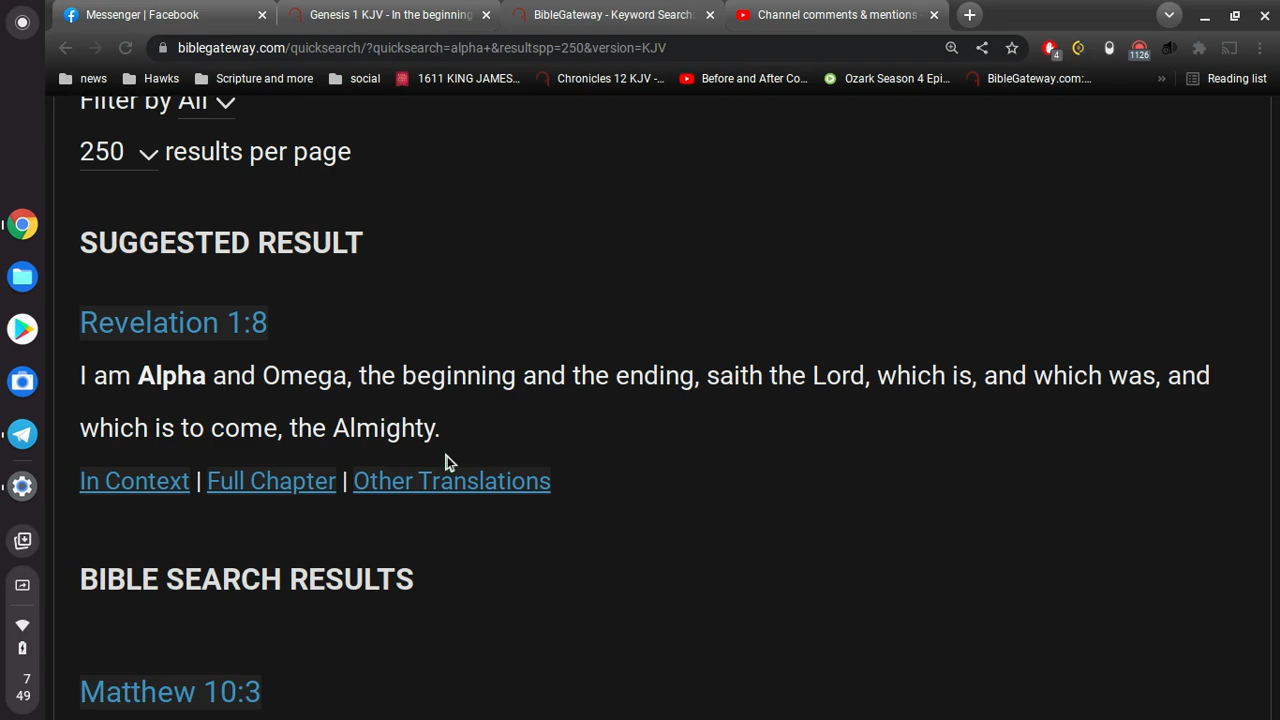 Messenger | Facebook
Genesis 1 KJV - In the beginning
BibleGateway - Keyword Search:
Channel comments & mentions -
biblegateway.com/quicksearch/?quicksearch=alpha+&resultspp=250&version=KJV
4
1126
news
Hawks
Scripture and more
social
1611 KING JAMES...
Chronicles 12 KJV -...
Before and After Co...
Ozark Season 4 Epi...
BibleGateway.com:...
»
Reading list
Filter by All
250 results per page
SUGGESTED RESULT
Revelation 1:8
I am Alpha and Omega, the beginning and the ending, saith the Lord, which is, and which was, and
which is to come, the Almighty.
In Context | Full Chapter | Other Translations
BIBLE SEARCH RESULTS
Matthew 10:3
7
49